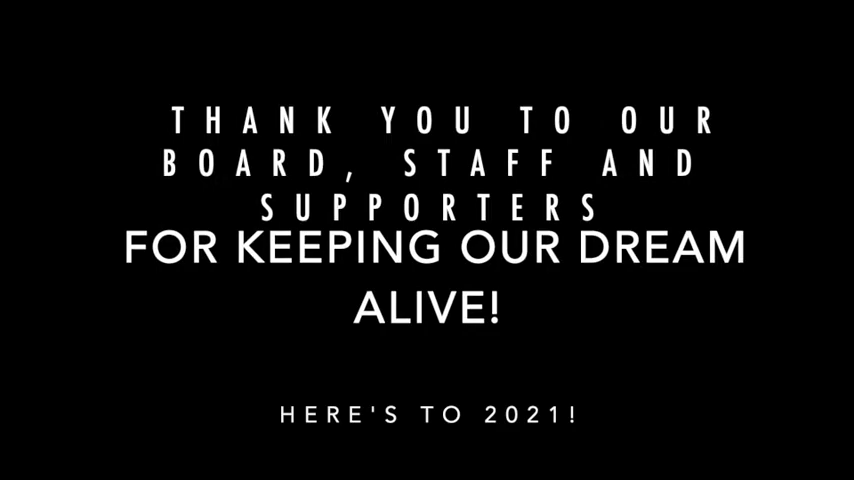 THANK YOU TO OUR
BOARD, STAFF AND
SUPPORTERS
FOR KEEPING OUR DREAM
ALIVE!
HERE'S TO 2021!